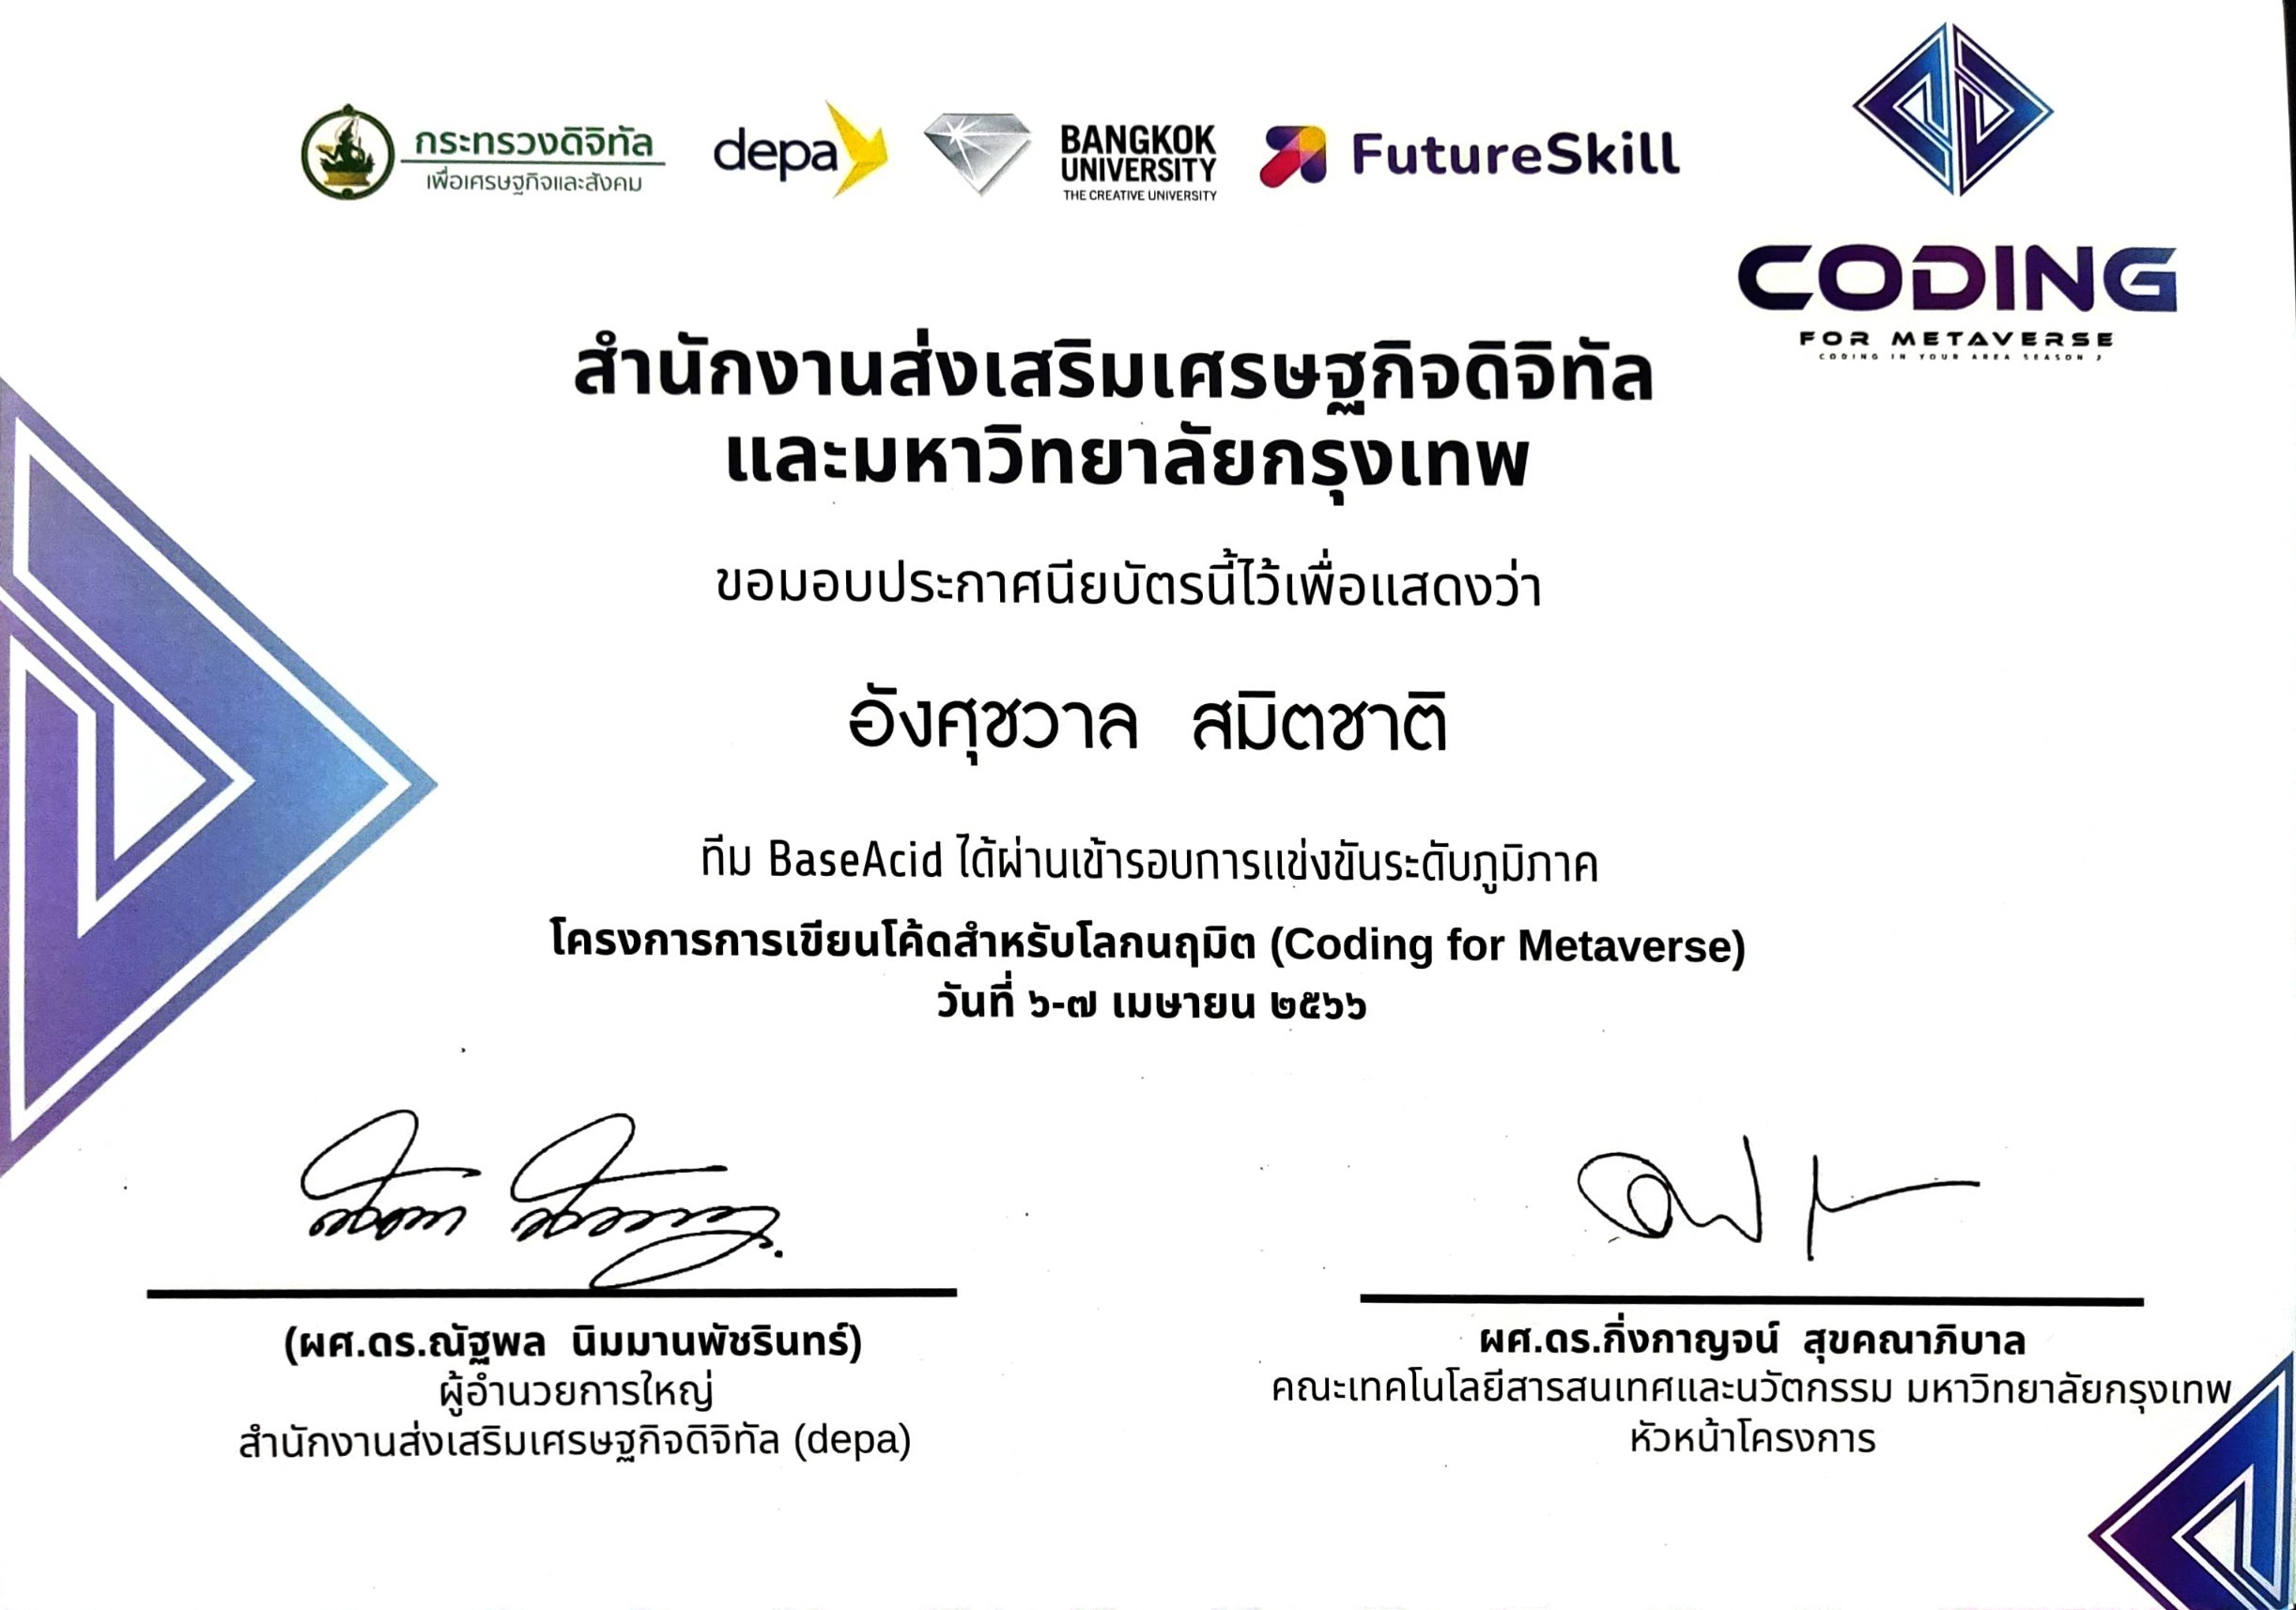 กระทรวงดิจิทัล
เพื่อเศรษฐกิจและสังคม
depa
BANGKOK
UNIVERSITY
THE CREATIVE UNIVERSITY
FutureSkill
CODING
FOR METAVERSE
CODING IN YOUR AREA SEASON 2
สำนักงานส่งเสริมเศรษฐกิจดิจิทัล
และมหาวิทยาลัยกรุงเทพ
ขอมอบประกาศนียบัตรนี้ไว้เพื่อแสดงว่า
อังศุชวาล สมิตชาติ
ทีม BaseAcid ได้ผ่านเข้ารอบการแข่งขันระดับภูมิภาค
โครงการการเขียนโค้ดสำหรับโลกนฤมิต (Coding for Metaverse)
วันที่ ๖-๗ เมษายน ๒๕๖๖
(ผศ.ดร.ณัฐพล นิมมานพัชรินทร์)
ผู้อำนวยการใหญ่
สำนักงานส่งเสริมเศรษฐกิจดิจิทัล (depa)
ผศ.ดร.กิ่งกาญจน์ สุขคณาภิบาล
คณะเทคโนโลยีสารสนเทศและนวัตกรรม มหาวิทยาลัยกรุงเทพ
หัวหน้าโครงการ